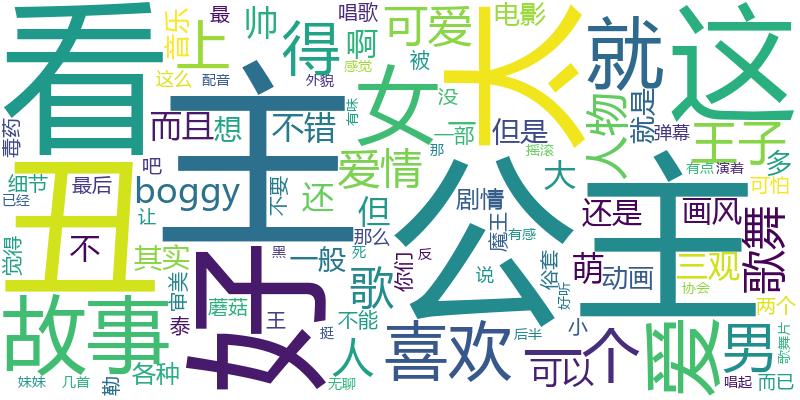 看
主
公
主
太
丑
好
这
就
女
故事
喜欢
爱
一个
男
得
上
可爱
爱情
王子
人物
歌舞
boggy
而且
想
不错
但是
就是
啊
帅
音乐
唱歌
电影
最
这么
配音
外貌
感觉
被
没
有味
一部
那
摇滚
弹幕
多
有点
演着
可怕
大
还
但
剧情
还是
画风
毒药
细节
已经
最后
吧
让
不
觉得
其实
审美
蘑菇
泰
王
黑
一般
不要
那么
死
你们
反
歌
人
不能
挺
无聊
各种
勒
妹妹
几首
可以
后半
说
魔王
有感
俗套
好听
小
萌
动画
三观
协会
两个
歌舞片
唱起
而已